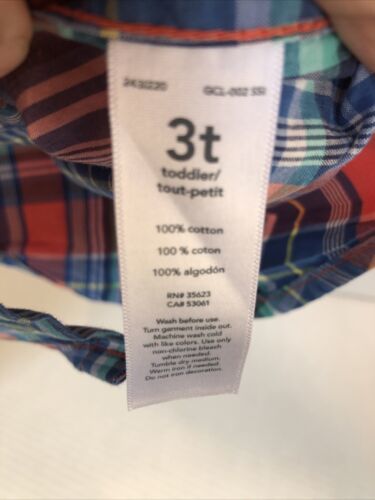 2K31220 GCL-002 SSI
3t
toddler/
tout-petit
100% cotton
100 % coton
100% algodón
RN# 35623
CA# 53061
Wash before use.
Turn garment inside out.
Machine wash cold
with like colors. Use only
non-chlorine bleach
when needed.
Tumble dry medium.
Warm iron if needed
Do not iron decoration.